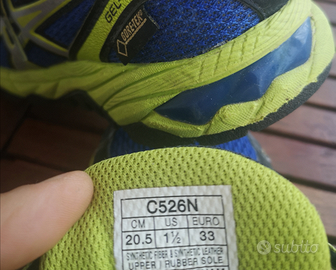 GEL
GORE-TEX
C526N
CM US EURO
20.5 1½ 33
SYNTHETIC FIBER & SYNTHETIC LEATHER
UPPER / RUBBER SOLE
subito